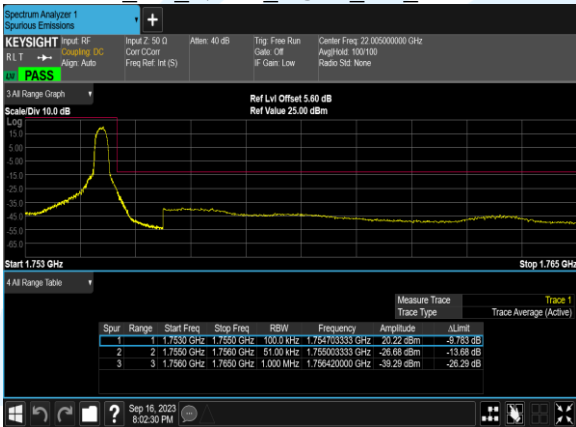 Spectrum Analyzer 1
Spurious Emissions
+
KEYSIGHT Input: RF Input Z: 50 Ω Atten: 40 dB Trig: Free Run Center Freq: 22.005000000 GHz
RLT Coupling: DC Corr CCorr Gate: Off Avg|Hold: 100/100
Align: Auto Freq Ref: Int (S) IF Gain: Low Radio Std: None
LW PASS
3 All Range Graph
Ref Lvl Offset 5.60 dB
Scale/Div 10.0 dB Ref Value 25.00 dBm
Log
15.0
5.00
-5.00
-15.0
-25.0
-35.0
-45.0
-55.0
-65.0
Start 1.753 GHz Stop 1.765 GHz
4 All Range Table
Measure Trace Trace 1
Trace Type Trace Average (Active)
Spur Range Start Freq Stop Freq RBW Frequency Amplitude ΔLimit
1 1 1.7530 GHz 1.7550 GHz 100.0 kHz 1.754703333 GHz 20.22 dBm -9.783 dB
2 2 1.7550 GHz 1.7560 GHz 51.00 kHz 1.755003333 GHz -26.68 dBm -13.68 dB
3 3 1.7560 GHz 1.7650 GHz 1.000 MHz 1.756420000 GHz -39.29 dBm -26.29 dB
? Sep 16, 2023
8:02:30 PM